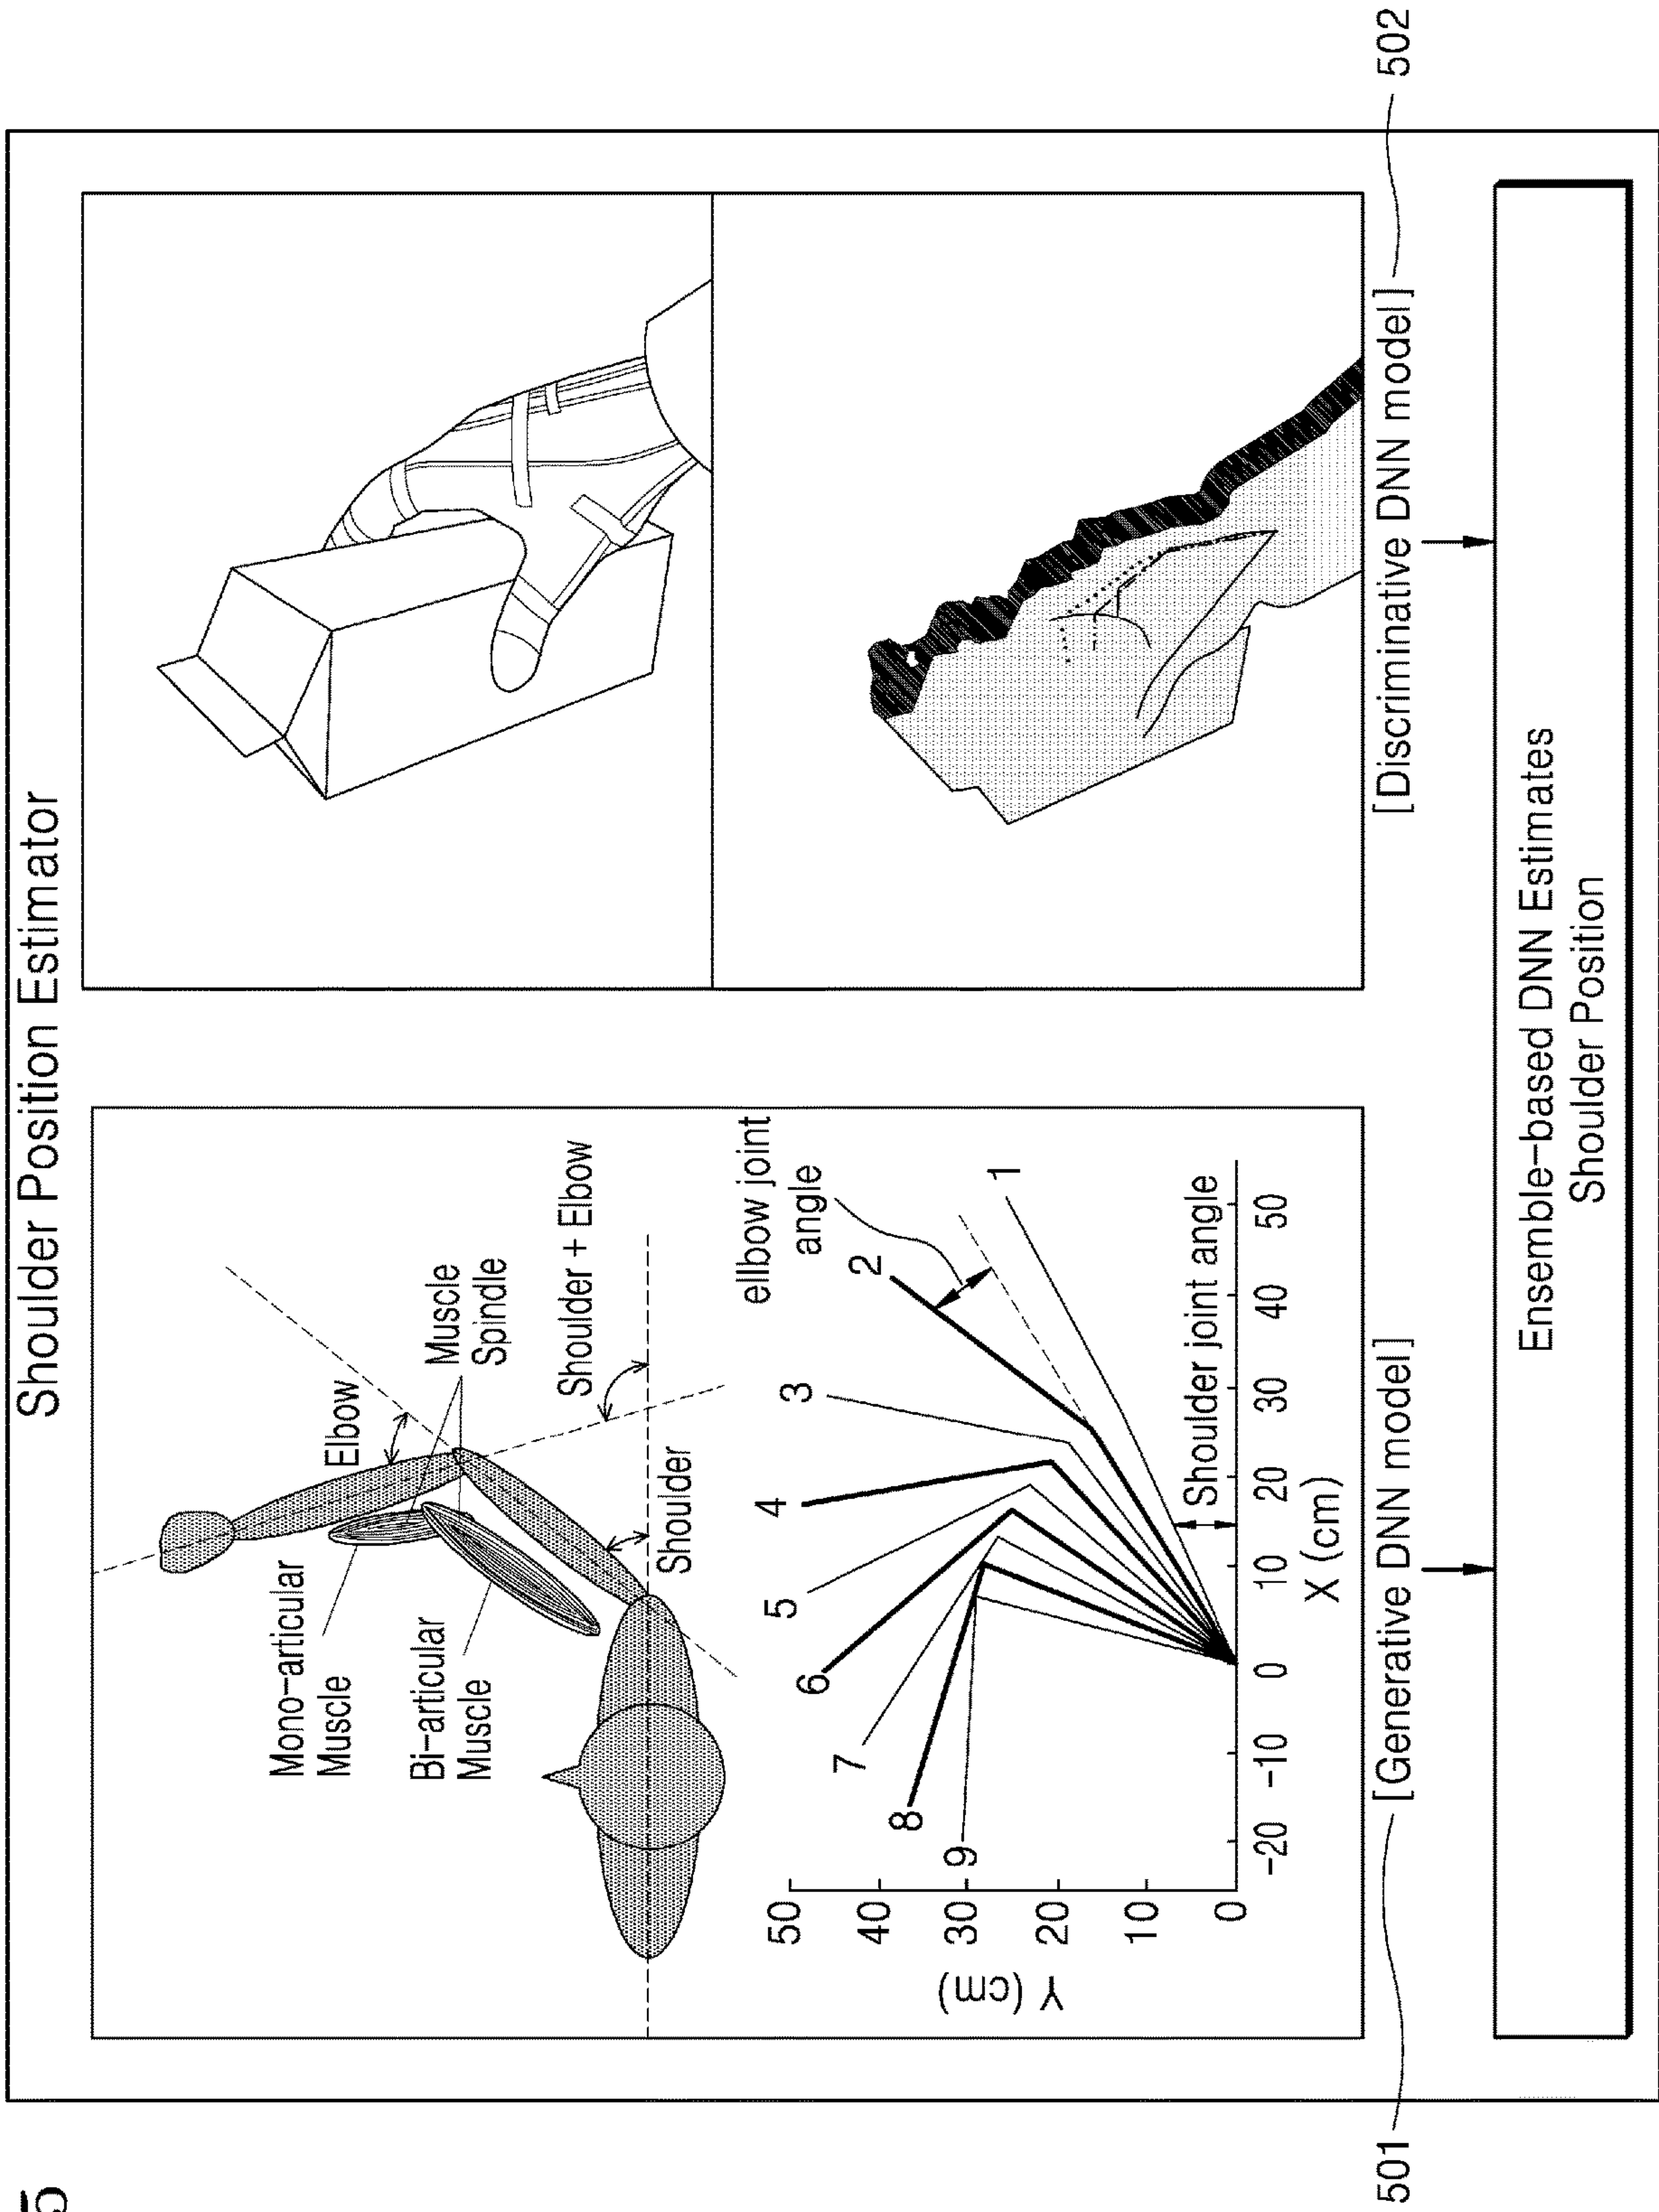 5
Shoulder Position Estimator
Elbow
Mono-articular
Muscle
Bi-articular
Muscle
Muscle
Spindle
Shoulder + Elbow
Shoulder
ellbow joint
angle
1
2
3
4
5
6
7
8
9
Shoulder joint angle
50
40
30
20
10
0
Y (cm)
-20
-10
0
10
20
30
40
50
X (cm)
501
[Generative DNN model]
[Discriminative DNN model]
502
Ensemble-based DNN Estimates
Shoulder Position